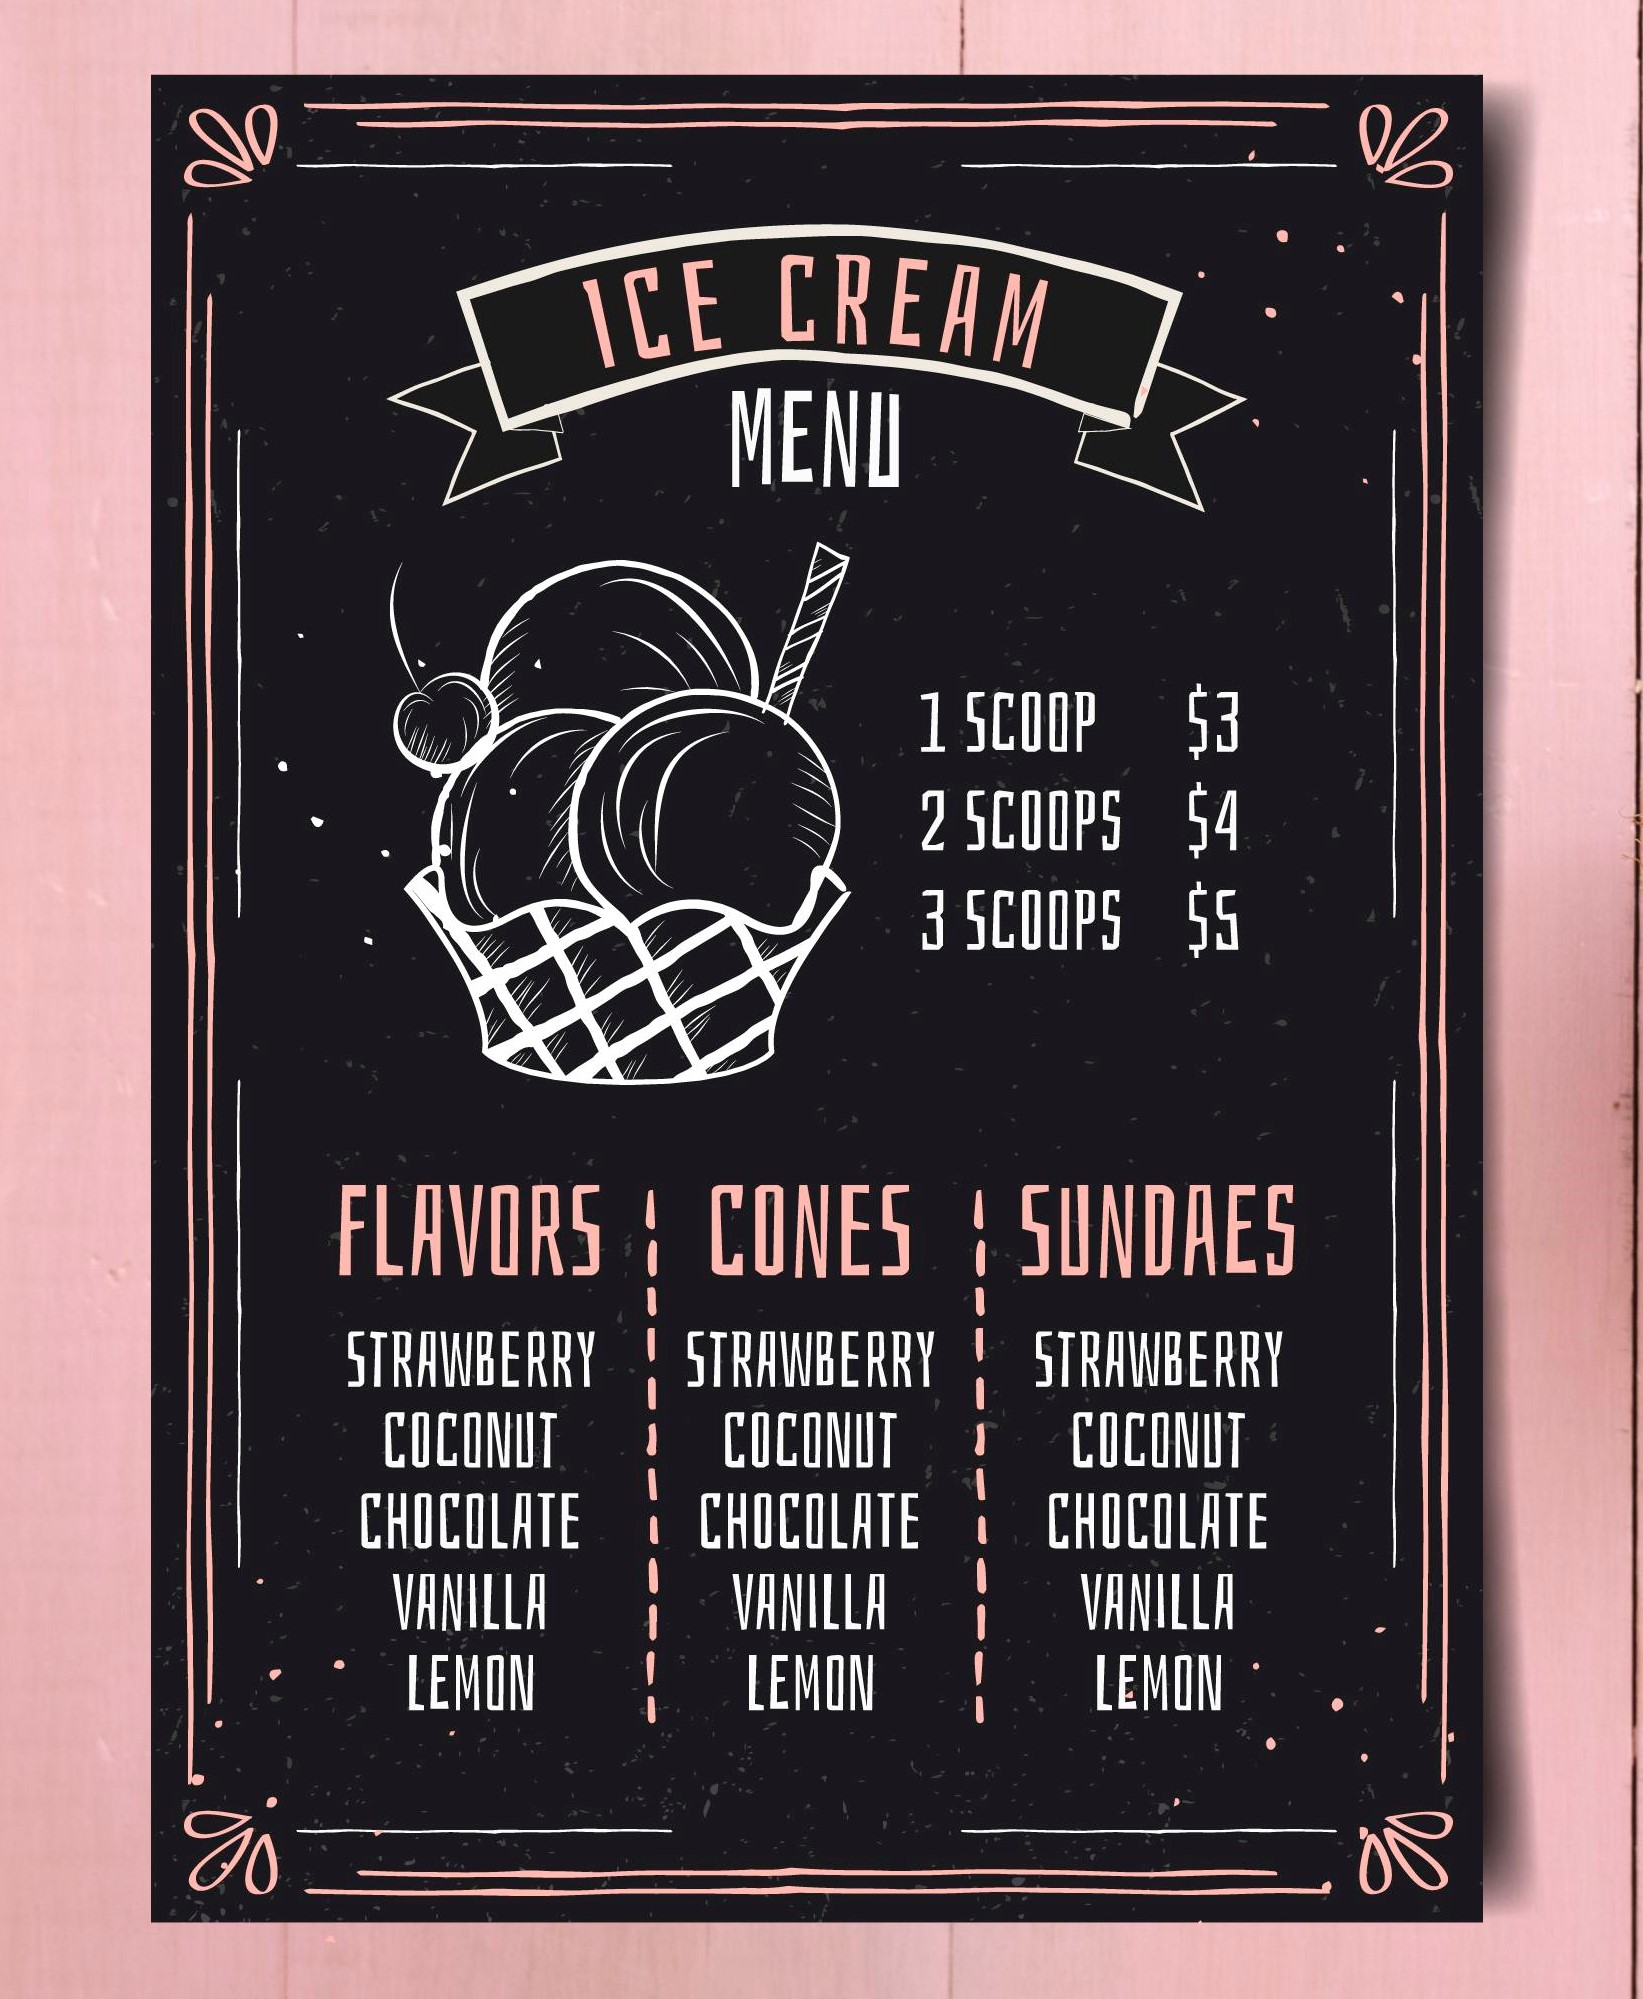 ICE CREAM
MENU
1 SCOOP $3
2 SCOOPS $4
3 SCOOPS $5
FLAVORS
STRAWBERRY
COCONUT
CHOCOLATE
VANILLA
LEMON
CONES
STRAWBERRY
COCONUT
CHOCOLATE
VANILLA
LEMON
SUNDAES
STRAWBERRY
COCONUT
CHOCOLATE
VANILLA
LEMON